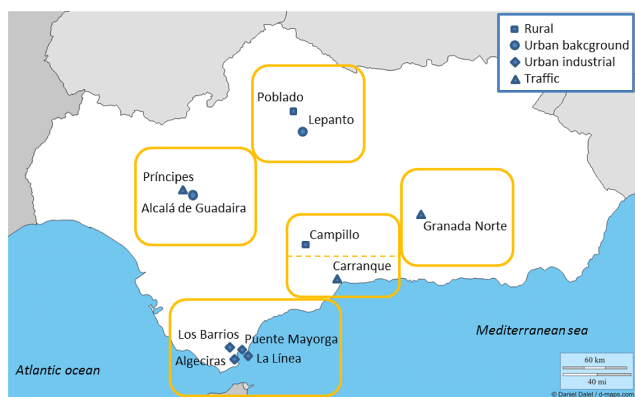 Rural
Urban bakcground
Urban industrial
Traffic
Poblado
Lepanto
Príncipes
Alcalá de Guadaira
Granada Norte
Campillo
Carranque
Los Barrios
Puente Mayorga
Algeciras
La Línea
Mediterranean sea
Atlantic ocean
60 km
40 mi
© Daniel Dalet / d-maps.com